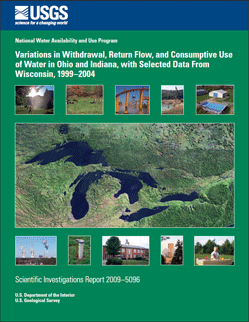 USGS
science for a changing world
National Water Availability and Use Program
Variations in Withdrawal, Return Flow, and Consumptive Use
of Water in Ohio and Indiana, with Selected Data From
Wisconsin, 1999–2004
Scientific Investigations Report 2009–5096
U.S. Department of the Interior
U.S. Geological Survey